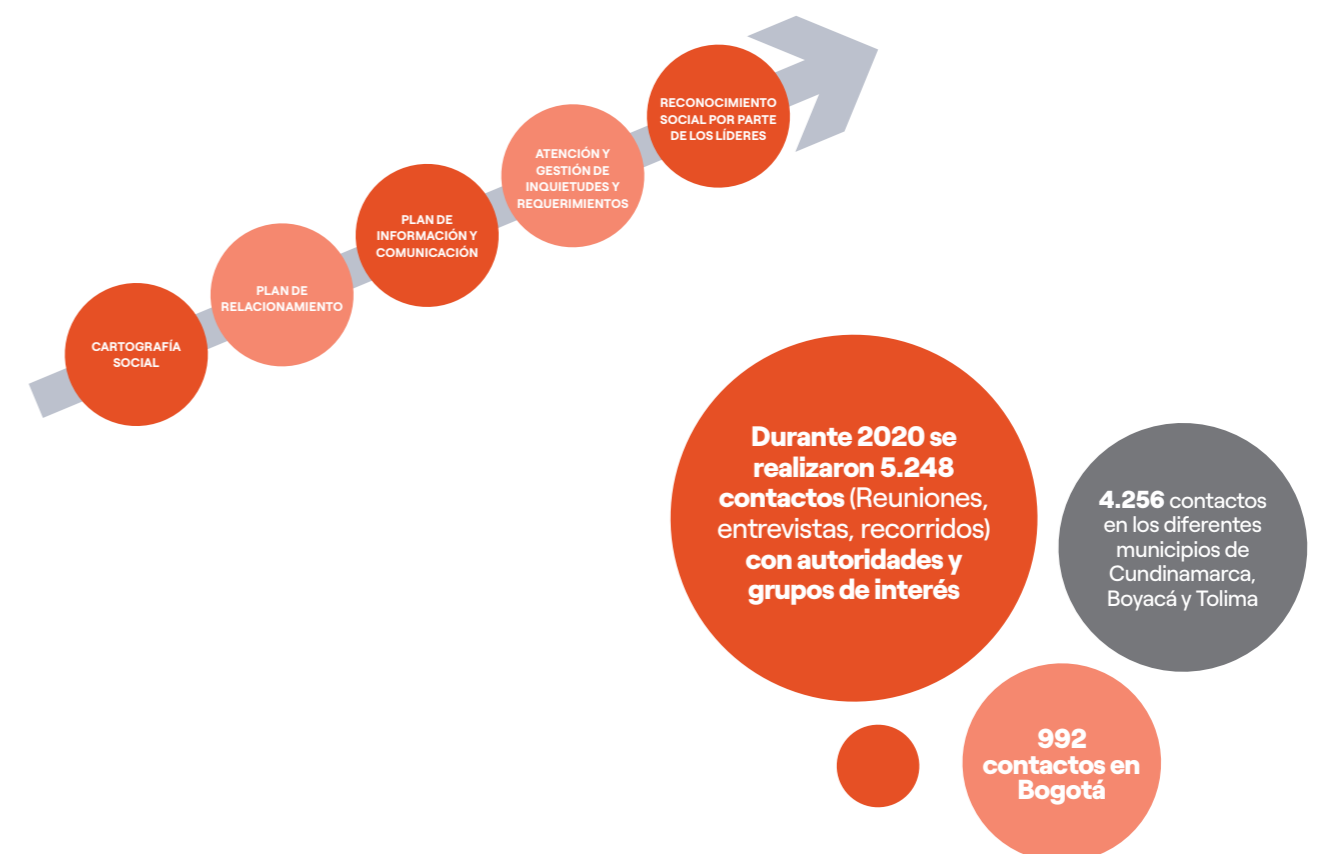 CARTOGRAFÍA
SOCIAL
PLAN DE
RELACIONAMIENTO
PLAN DE
INFORMACIÓN Y
COMUNICACIÓN
ATENCIÓN Y
GESTIÓN DE
INQUIETUDES Y
REQUERIMIENTOS
RECONOCIMIENTO
SOCIAL POR PARTE
DE LOS LÍDERES
Durante 2020 se
realizaron 5.248
contactos (Reuniones,
entrevistas, recorridos)
con autoridades y
grupos de interés
4.256 contactos
en los diferentes
municipios de
Cundinamarca,
Boyacá y Tolima
992
contactos en
Bogotá